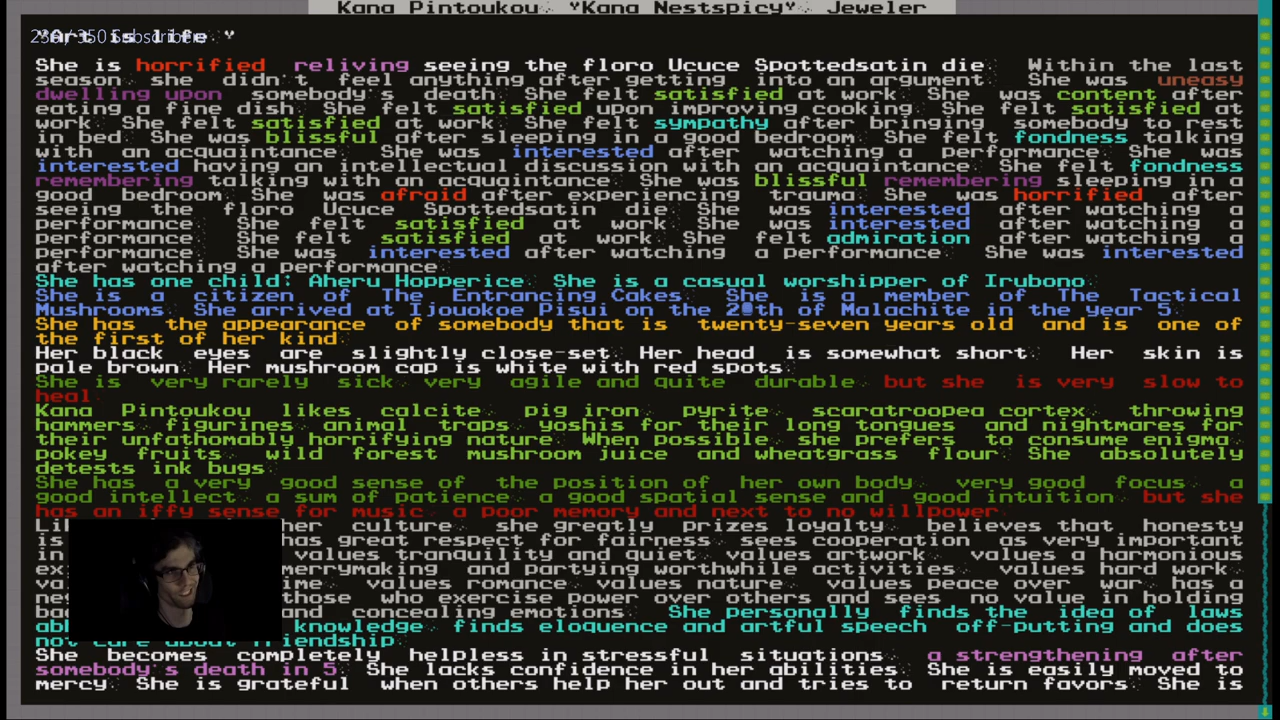 Kana Pintoukou "Kana Nestspicy" Jeweler
"Art is life "
/ 350 Subscribers
She is horrified reliving seeing the floro Ucuce Spottedsatin die Within the last
season she didn't feel anything after getting into an argument She was uneasy
dwelling upon somebody's death She felt satisfied at work She was content after
eating a fine dish She felt satisfied upon improving cooking She felt satisfied at
work She felt satisfied at work She felt sympathy after bringing somebody to rest
in bed She was blissful after sleeping in a good bedroom She felt fondness talking
with an acquaintance She was interested after watching a performance She was
interested having an intellectual discussion with an acquaintance She felt fondness
remembering talking with an acquaintance She was blissful remembering sleeping in a
good bedroom She was afraid after experiencing trauma She was horrified after
seeing the floro Ucuce Spottedsatin die She was interested after watching a
performance She felt satisfied at work She was interested after watching a
performance She felt satisfied at work She felt admiration after watching a
performance She was interested after watching a performance She was interested
after watching a performance
She has one child: Aheru Hopperice She is a casual worshipper of Irubono
She is a citizen of The Entrancing Cakes She is a member of The Tactical
Mushrooms She arrived at Ijouokoe Pisui on the 20th of Malachite in the year 5
She has the appearance of somebody that is twenty-seven years old and is one of
the first of her kind
Her black eyes are slightly close-set Her head is somewhat short Her skin is
pale brown Her mushroom cap is white with red spots
She is very rarely sick very agile and quite durable but she is very slow to
heal
Kana Pintoukou likes calcite pig iron pyrite scaratroopea cortex throwing
hammers figurines animal traps yoshis for their long tongues and nightmares for
their unfathomably horrifying nature When possible she prefers to consume enigma
pokey fruits wild forest mushroom juice and wheatgrass flour She absolutely
detests ink bugs
She has a very good sense of the position of her own body very good focus a
good intellect a sum of patience a good spatial sense and good intuition but she
has an iffy sense for music a poor memory and next to no willpower
Li her culture she greatly prizes loyalty believes that honesty
is has great respect for fairness sees cooperation as very important
in values tranquility and quiet values artwork values a harmonious
ex merrymaking and partying worthwhile activities values hard work
va ime values romance values nature values peace over war has a
ne those who exercise power over others and sees no value in holding
ba and concealing emotions She personally finds the idea of laws
ab knowledge finds eloquence and artful speech off-putting and does
not care about friendship
She becomes completely helpless in stressful situations a strengthening after
somebody's death in 5 She lacks confidence in her abilities She is easily moved to
mercy She is grateful when others help her out and tries to return favors She is